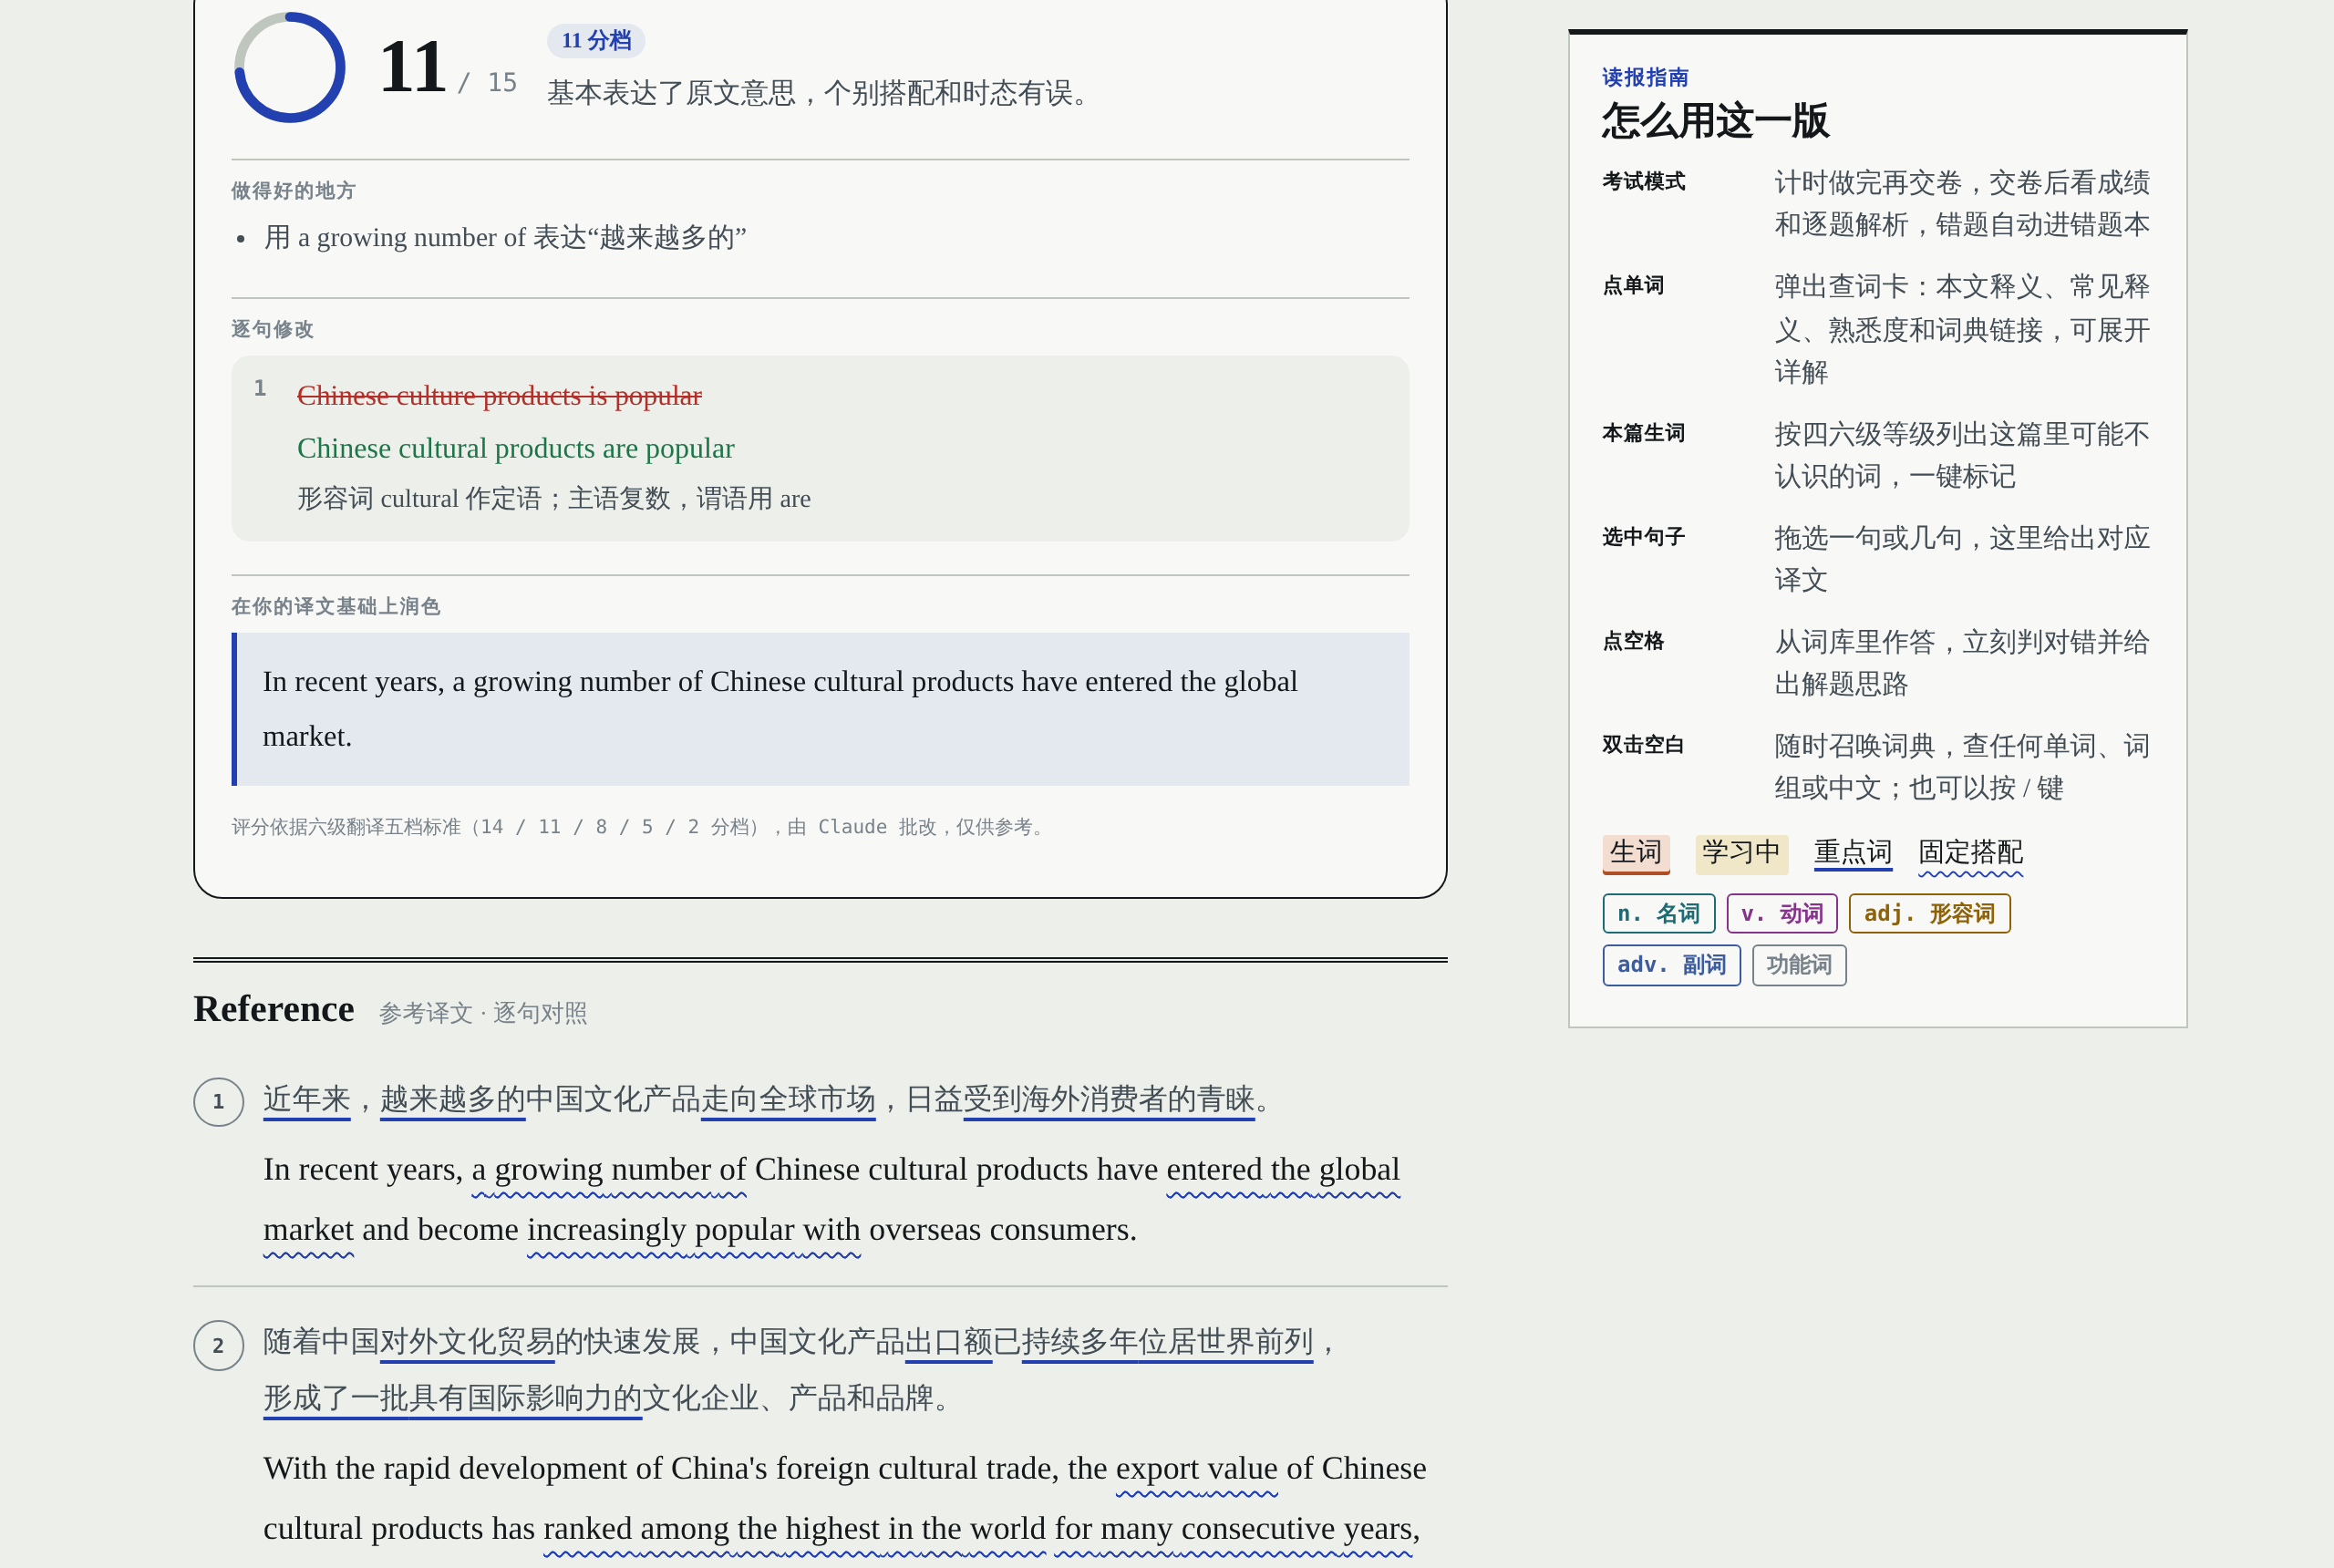 11 / 15
11 分档
基本表达了原文意思，个别搭配和时态有误。
做得好的地方
• 用 a growing number of 表达“越来越多的”
逐句修改
1
Chinese culture products is popular
Chinese cultural products are popular
形容词 cultural 作定语；主语复数，谓语用 are
在你的译文基础上润色
In recent years, a growing number of Chinese cultural products have entered the global
market.
评分依据六级翻译五档标准（14 / 11 / 8 / 5 / 2 分档），由 Claude 批改，仅供参考。
Reference 参考译文 · 逐句对照
1 近年来，越来越多的中国文化产品走向全球市场，日益受到海外消费者的青睐。
In recent years, a growing number of Chinese cultural products have entered the global
market and become increasingly popular with overseas consumers.
2 随着中国对外文化贸易的快速发展，中国文化产品出口额已持续多年位居世界前列，
形成了一批具有国际影响力的文化企业、产品和品牌。
With the rapid development of China's foreign cultural trade, the export value of Chinese
cultural products has ranked among the highest in the world for many consecutive years,
读报指南
怎么用这一版
考试模式 计时做完再交卷，交卷后看成绩
和逐题解析，错题自动进错题本
点单词 弹出查词卡：本文释义、常见释
义、熟悉度和词典链接，可展开
详解
本篇生词 按四六级等级列出这篇里可能不
认识的词，一键标记
选中句子 拖选一句或几句，这里给出对应
译文
点空格 从词库里作答，立刻判对错并给
出解题思路
双击空白 随时召唤词典，查任何单词、词
组或中文；也可以按 / 键
生词 学习中 重点词 固定搭配
n. 名词 v. 动词 adj. 形容词
adv. 副词 功能词